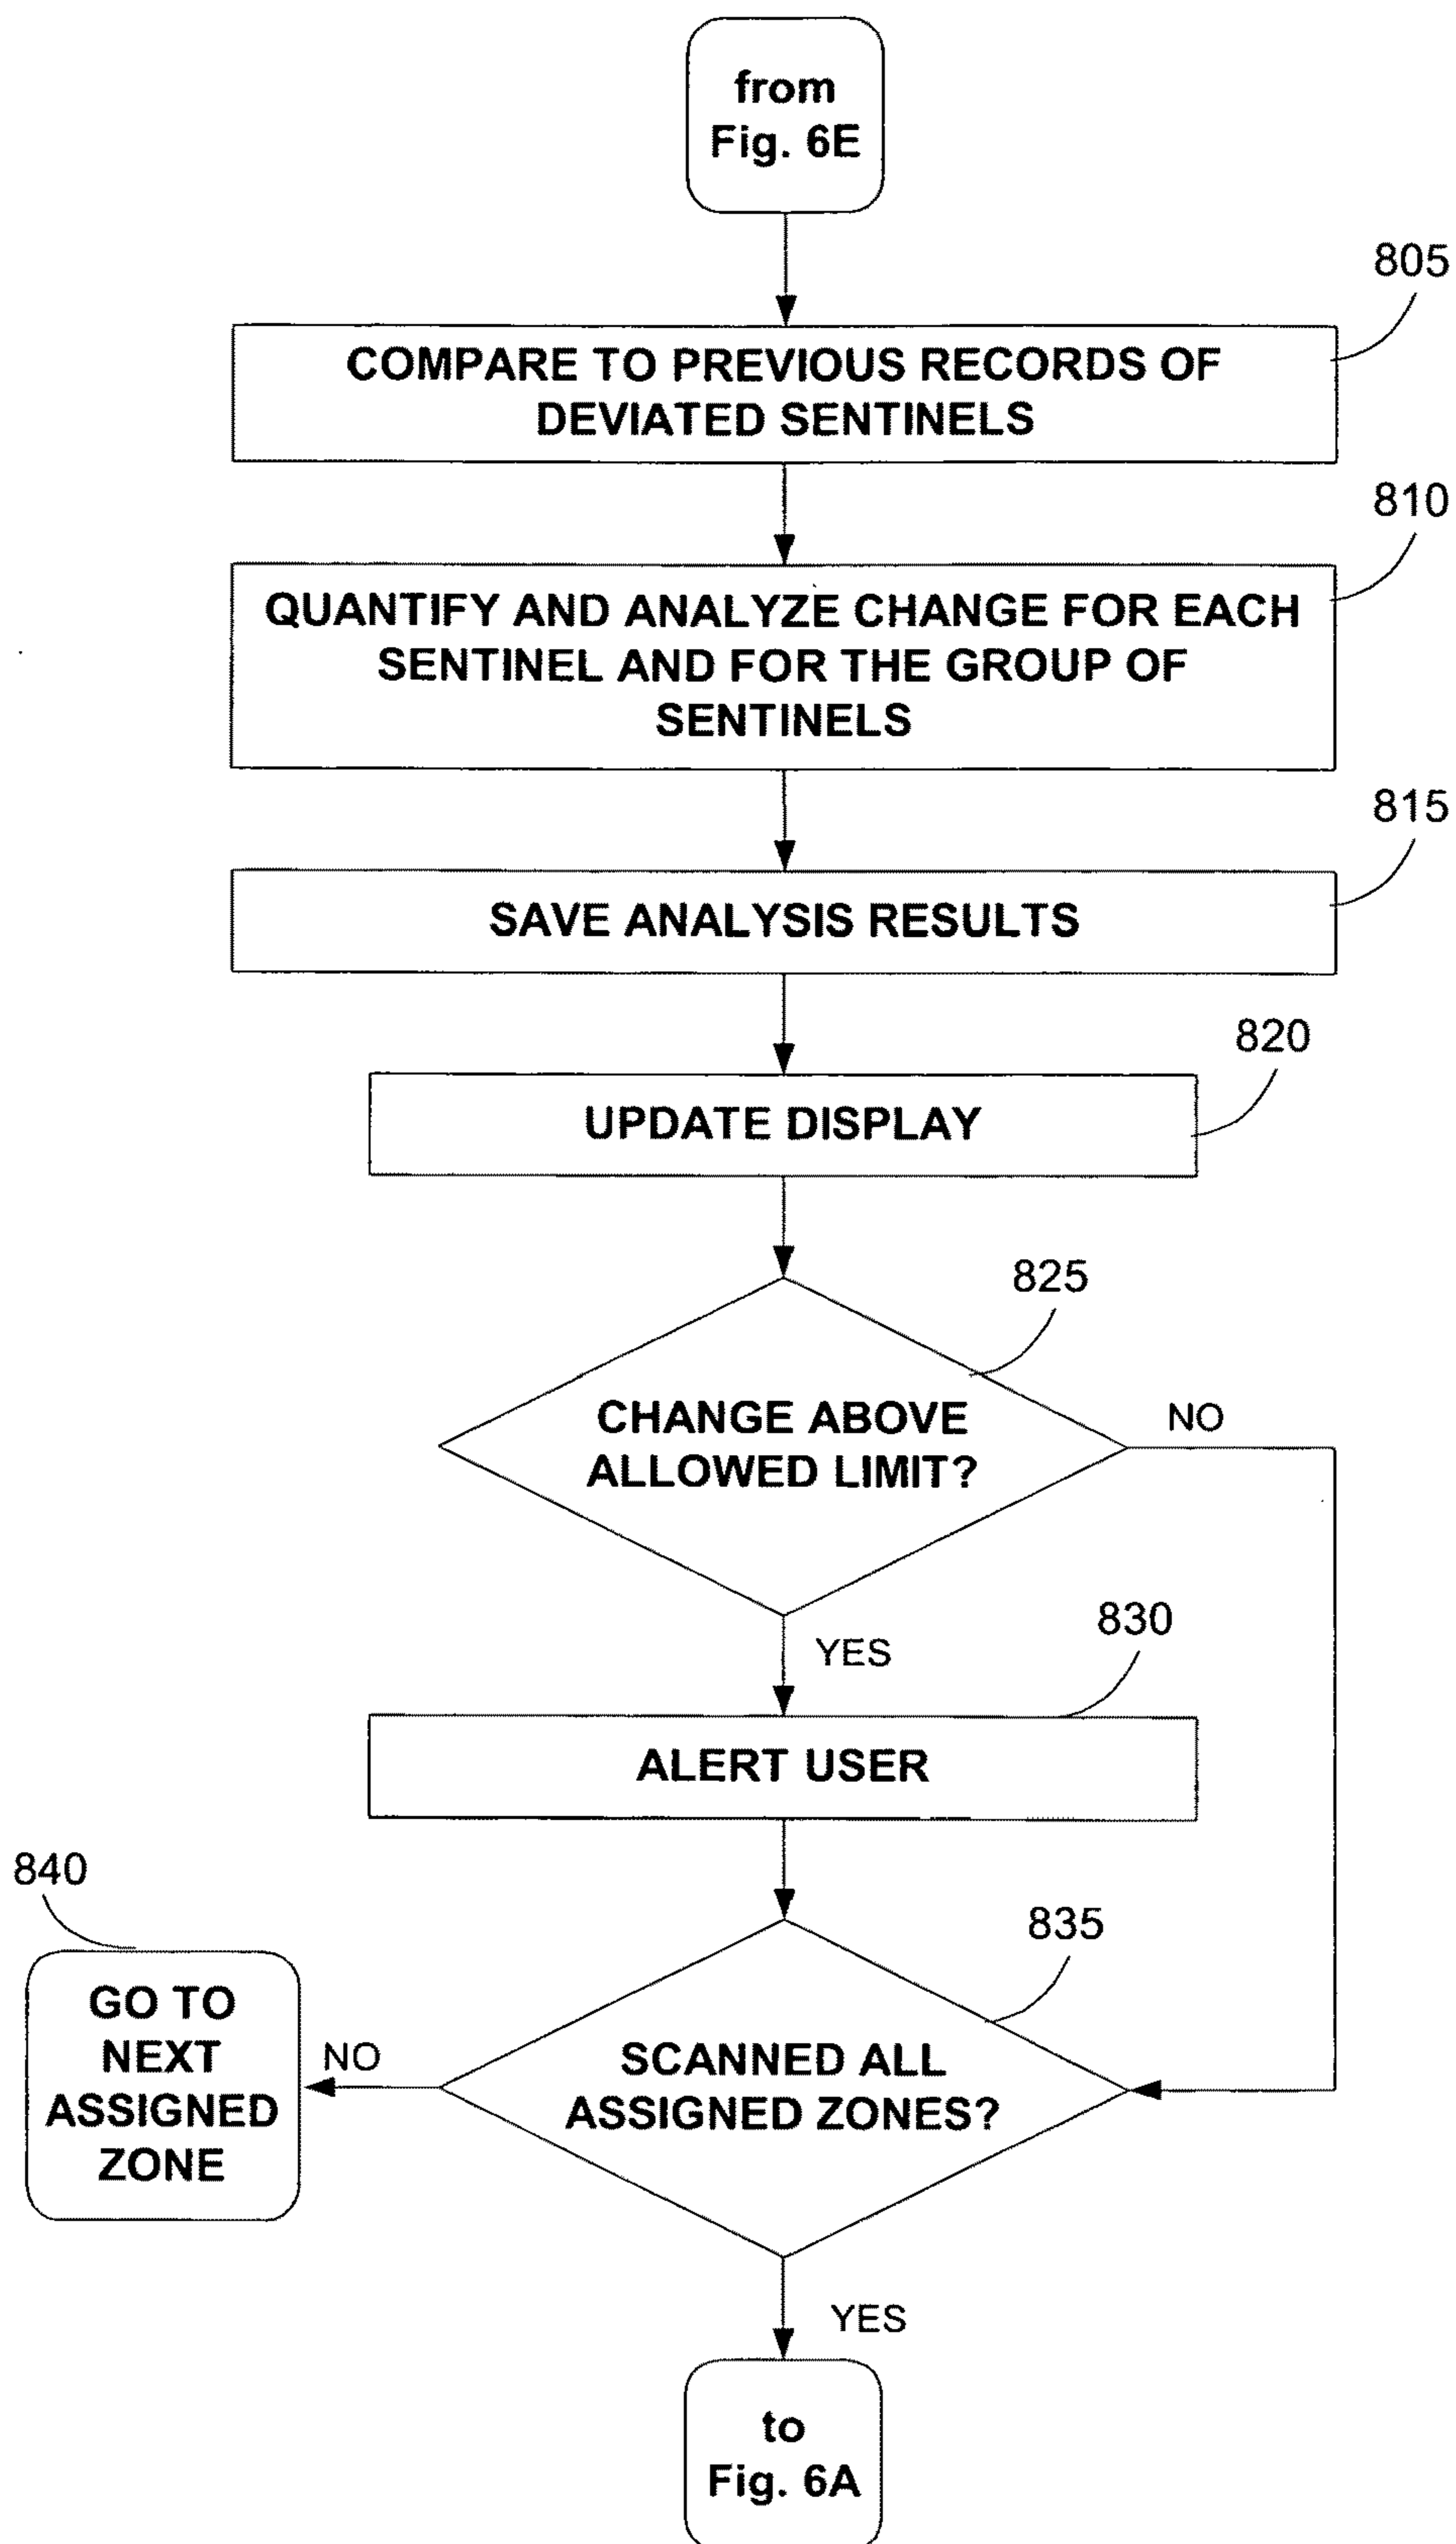 from
Fig. 6E
805
COMPARE TO PREVIOUS RECORDS OF
DEVIATED SENTINELS
810
QUANTIFY AND ANALYZE CHANGE FOR EACH
SENTINEL AND FOR THE GROUP OF
SENTINELS
815
SAVE ANALYSIS RESULTS
820
UPDATE DISPLAY
825
CHANGE ABOVE
ALLOWED LIMIT?
NO
YES
830
ALERT USER
840
835
GO TO
NEXT
ASSIGNED
ZONE
NO
SCANNED ALL
ASSIGNED ZONES?
YES
to
Fig. 6A